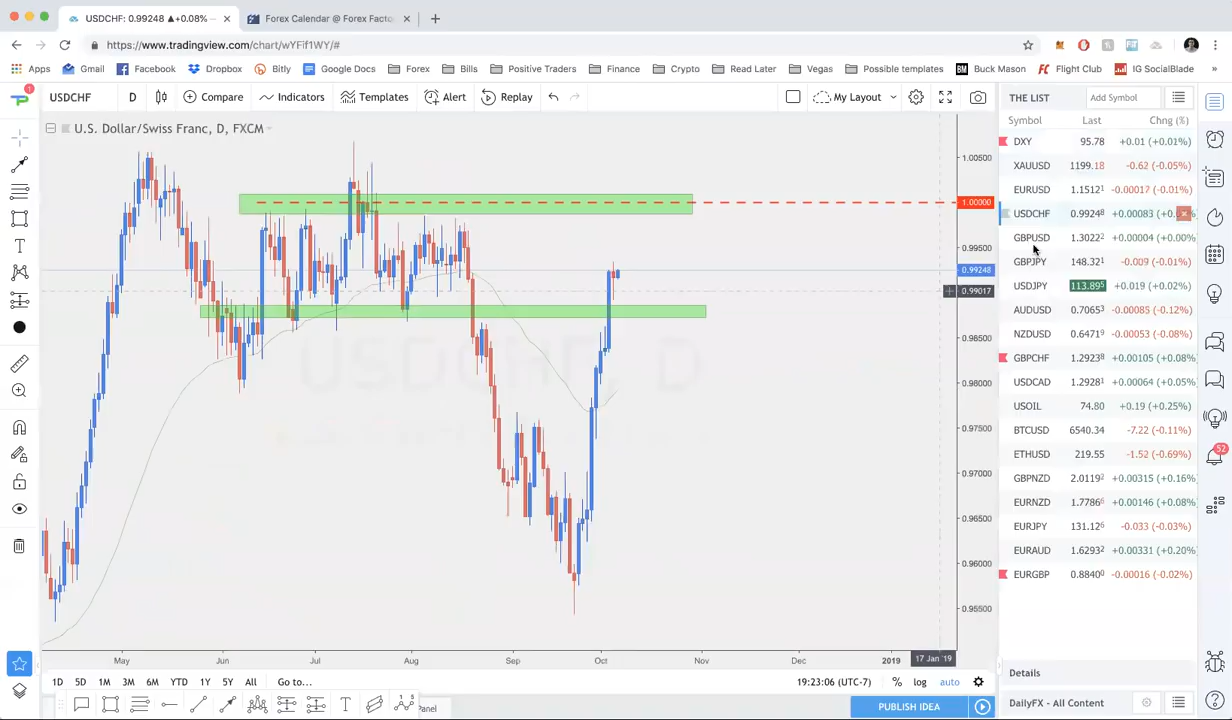 USDCHF: 0.99248 ▲+0.08% ~
Forex Calendar @ Forex Facto
https://www.tradingview.com/chart/wYFif1WY/#
Apps Gmail Facebook Dropbox Bitly Google Docs Forex Bills Positive Traders Finance Crypto Read Later Vegas Possible templates BM Buck Mason Flight Club IG SocialBlade »
USDCHF D Compare Indicators Templates Alert Replay My Layout
U.S. Dollar/Swiss Franc, D, FXCM
USDCHF, D
1.00500
1.00000
0.99500
0.99248
0.99017
0.98500
0.98000
0.97500
0.97000
0.96500
0.96000
0.95500
May Jun Jul Aug Sep Oct Nov Dec 2019 17 Jan '19
1D 5D 1M 3M 6M YTD 1Y 5Y All Go to... 19:23:06 (UTC-7) % log auto
Panel
PUBLISH IDEA
THE LIST Add Symbol
Symbol Last Chng (%)
DXY 95.78 +0.01 (+0.01%)
XAUUSD 1199.18 -0.62 (-0.05%)
EURUSD 1.15121 -0.00017 (-0.01%)
USDCHF 0.99248 +0.00083
GBPUSD 1.30222 +0.00004 (+0.00%)
GBPJPY 148.321 -0.009 (-0.01%)
USDJPY 113.895 +0.019 (+0.02%)
AUDUSD 0.70653 -0.00085 (-0.12%)
NZDUSD 0.64719 -0.00053 (-0.08%)
GBPCHF 1.29238 +0.00105 (+0.08%)
USDCAD 1.29281 +0.00064 (+0.05%)
USOIL 74.80 +0.19 (+0.25%)
BTCUSD 6540.34 -7.22 (-0.11%)
ETHUSD 219.55 -1.52 (-0.69%)
GBPNZD 2.01192 +0.00315 (+0.16%)
EURNZD 1.77866 +0.00146 (+0.08%)
EURJPY 131.126 -0.033 (-0.03%)
EURAUD 1.62932 +0.00331 (+0.20%)
EURGBP 0.88400 -0.00016 (-0.02%)
Details
DailyFX - All Content
52
1